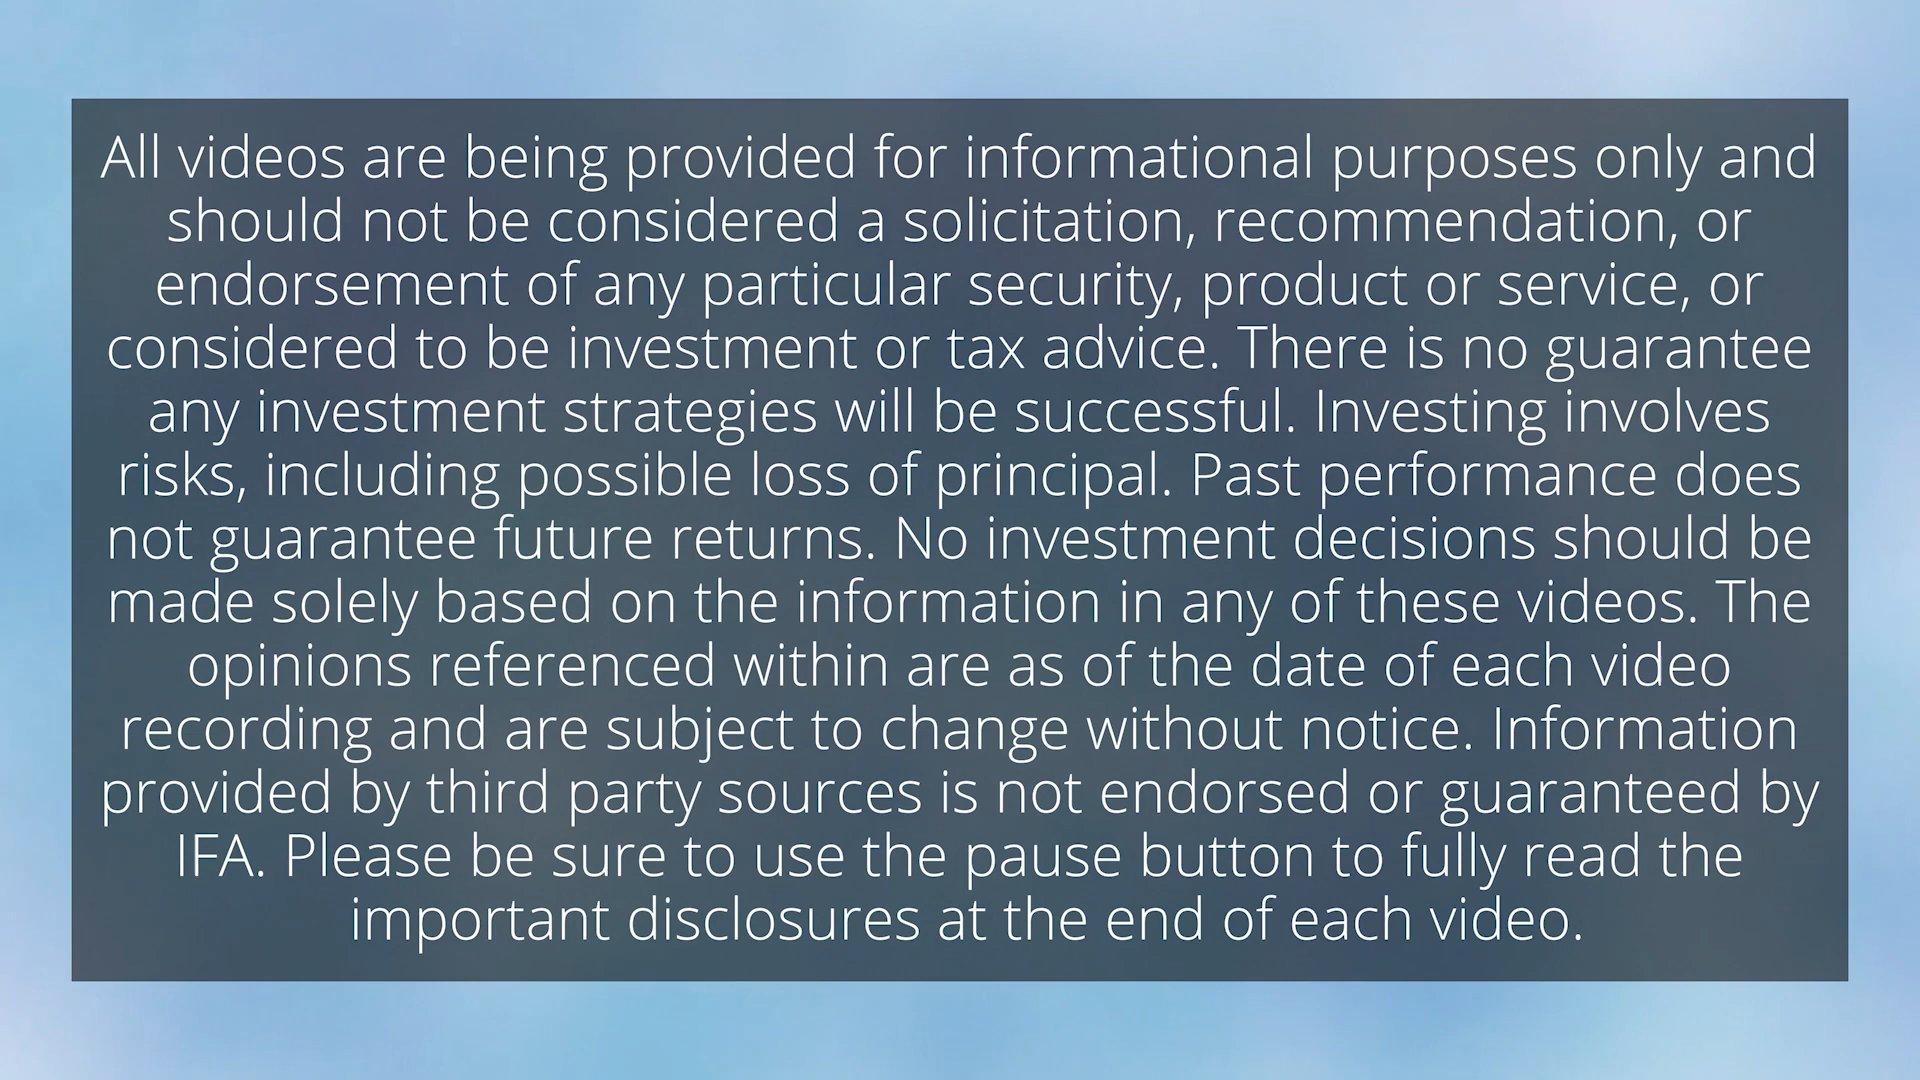 All videos are being provided for informational purposes only and
should not be considered a solicitation, recommendation, or
endorsement of any particular security, product or service, or
considered to be investment or tax advice. There is no guarantee
any investment strategies will be successful. Investing involves
risks, including possible loss of principal. Past performance does
not guarantee future returns. No investment decisions should be
made solely based on the information in any of these videos. The
opinions referenced within are as of the date of each video
recording and are subject to change without notice. Information
provided by third party sources is not endorsed or guaranteed by
IFA. Please be sure to use the pause button to fully read the
important disclosures at the end of each video.